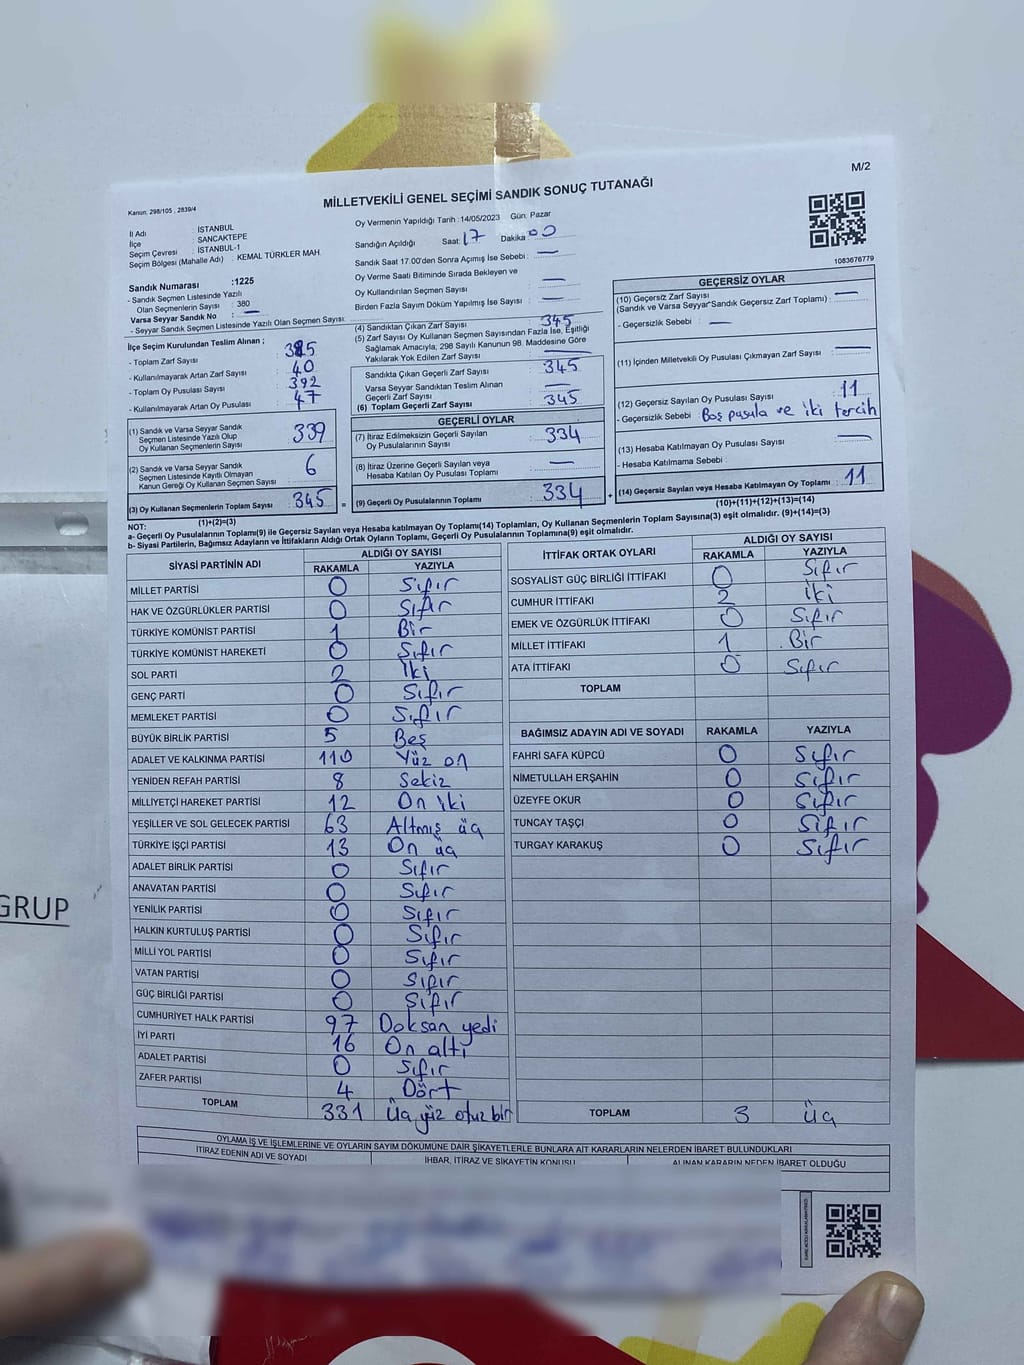 M/2
MİLLETVEKİLİ GENEL SEÇİMİ SANDIK SONUÇ TUTANAĞI
Kanun: 298/105 , 2839/4
İl Adı : İSTANBUL
İlçe : SANCAKTEPE
Seçim Çevresi : İSTANBUL-1
Seçim Bölgesi (Mahalle Adı) : KEMAL TÜRKLER MAH
Sandık Numarası :1225
- Sandık Seçmen Listesinde Yazılı
Olan Seçmenlerin Sayısı : 380
Varsa Seyyar Sandık No : —
- Seyyar Sandık Seçmen Listesinde Yazılı Olan Seçmen Sayısı:
Oy Vermenin Yapıldığı Tarih :14/05/2023 Gün: Pazar
Sandığın Açıldığı Saat: 17 Dakika: 00
Sandık Saat 17.00'den Sonra Açımış İse Sebebi : —
Oy Verme Saati Bitiminde Sırada Bekleyen ve
Oy Kullandırılan Seçmen Sayısı : —
Birden Fazla Sayım Döküm Yapılmış İse Sayısı : —
1083676779
İlçe Seçim Kurulundan Teslim Alınan ;
- Toplam Zarf Sayısı 385
- Kullanılmayarak Artan Zarf Sayısı 40
- Toplam Oy Pusulası Sayısı 392
- Kullanılmayarak Artan Oy Pusulası 47
(1) Sandık ve Varsa Seyyar Sandık
Seçmen Listesinde Yazılı Olup
Oy Kullanan Seçmenlerin Sayısı 339
(2) Sandık ve Varsa Seyyar Sandık
Seçmen Listesinde Kayıtlı Olmayan
Kanun Gereği Oy Kullanan Seçmen Sayısı 6
(3) Oy Kullanan Seçmenlerin Toplam Sayısı 345 =
(1)+(2)=(3)
(4) Sandıktan Çıkan Zarf Sayısı 345
(5) Zarf Sayısı Oy Kullanan Seçmen Sayısından Fazla İse, Eşitliği
Sağlamak Amacıyla, 298 Sayılı Kanunun 98. Maddesine Göre
Yakılarak Yok Edilen Zarf Sayısı —
Sandıkta Çıkan Geçerli Zarf Sayısı 345
Varsa Seyyar Sandıktan Teslim Alınan
Geçerli Zarf Sayısı —
(6) Toplam Geçerli Zarf Sayısı 345
GEÇERLİ OYLAR
(7) İtiraz Edilmeksizin Geçerli Sayılan
Oy Pusulalarının Sayısı 334
(8) İtiraz Üzerine Geçerli Sayılan veya
Hesaba Katılan Oy Pusulası Toplamı —
(9) Geçerli Oy Pusulalarının Toplamı 334 +
GEÇERSİZ OYLAR
(10) Geçersiz Zarf Sayısı
(Sandık ve Varsa Seyyar Sandık Geçersiz Zarf Toplamı) : —
- Geçersizlik Sebebi : —
(11) İçinden Milletvekili Oy Pusulası Çıkmayan Zarf Sayısı —
(12) Geçersiz Sayılan Oy Pusulası Sayısı 11
- Geçersizlik Sebebi : Boş pusula ve iki tercih
(13) Hesaba Katılmayan Oy Pusulası Sayısı —
- Hesaba Katılmama Sebebi :
(14) Geçersiz Sayılan veya Hesaba Katılmayan Oy Toplamı : 11
(10)+(11)+(12)+(13)=(14)
NOT:
a- Geçerli Oy Pusulalarının Toplamı(9) ile Geçersiz Sayılan veya Hesaba katılmayan Oy Toplamı(14) Toplamları, Oy Kullanan Seçmenlerin Toplam Sayısına(3) eşit olmalıdır. (9)+(14)=(3)
b- Siyasi Partilerin, Bağımsız Adayların ve İttifakların Aldığı Ortak Oyların Toplamı, Geçerli Oy Pusulalarının Toplamına(9) eşit olmalıdır.
SİYASİ PARTİNİN ADI ALDIĞI OY SAYISI
RAKAMLA YAZIYLA
MİLLET PARTİSİ 0 Sıfır
HAK VE ÖZGÜRLÜKLER PARTİSİ 0 Sıfır
TÜRKİYE KOMÜNİST PARTİSİ 1 Bir
TÜRKİYE KOMÜNİST HAREKETİ 0 Sıfır
SOL PARTİ 2 İki
GENÇ PARTİ 0 Sıfır
MEMLEKET PARTİSİ 0 Sıfır
BÜYÜK BİRLİK PARTİSİ 5 Beş
ADALET VE KALKINMA PARTİSİ 110 Yüz on
YENİDEN REFAH PARTİSİ 8 Sekiz
MİLLİYETÇİ HAREKET PARTİSİ 12 On iki
YEŞİLLER VE SOL GELECEK PARTİSİ 63 Altmış üç
TÜRKİYE İŞÇİ PARTİSİ 13 On üç
ADALET BİRLİK PARTİSİ 0 Sıfır
ANAVATAN PARTİSİ 0 Sıfır
YENİLİK PARTİSİ 0 Sıfır
HALKIN KURTULUŞ PARTİSİ 0 Sıfır
MİLLİ YOL PARTİSİ 0 Sıfır
VATAN PARTİSİ 0 Sıfır
GÜÇ BİRLİĞİ PARTİSİ 0 Sıfır
CUMHURİYET HALK PARTİSİ 97 Doksan yedi
İYİ PARTİ 16 On altı
ADALET PARTİSİ 0 Sıfır
ZAFER PARTİSİ 4 Dört
TOPLAM 331 Üç yüz otuz bir
İTTİFAK ORTAK OYLARI ALDIĞI OY SAYISI
RAKAMLA YAZIYLA
SOSYALİST GÜÇ BİRLİĞİ İTTİFAKI 0 Sıfır
CUMHUR İTTİFAKI 2 İki
EMEK VE ÖZGÜRLÜK İTTİFAKI 0 Sıfır
MİLLET İTTİFAKI 1 Bir
ATA İTTİFAKI 0 Sıfır
TOPLAM
BAĞIMSIZ ADAYIN ADI VE SOYADI RAKAMLA YAZIYLA
FAHRİ SAFA KÜPCÜ 0 Sıfır
NİMETULLAH ERŞAHİN 0 Sıfır
ÜZEYFE OKUR 0 Sıfır
TUNCAY TAŞÇI 0 Sıfır
TURGAY KARAKUŞ 0 Sıfır
TOPLAM 3 Üç
OYLAMA İŞ VE İŞLEMLERİNE VE OYLARIN SAYIM DÖKÜMÜNE DAİR ŞİKAYETLERLE BUNLARA AİT KARARLARIN NELERDEN İBARET BULUNDUKLARI
İTİRAZ EDENİN ADI VE SOYADI İHBAR, İTİRAZ VE ŞİKAYETİN KONUSU ALINAN KARARIN NEDEN İBARET OLDUĞU
GRUP